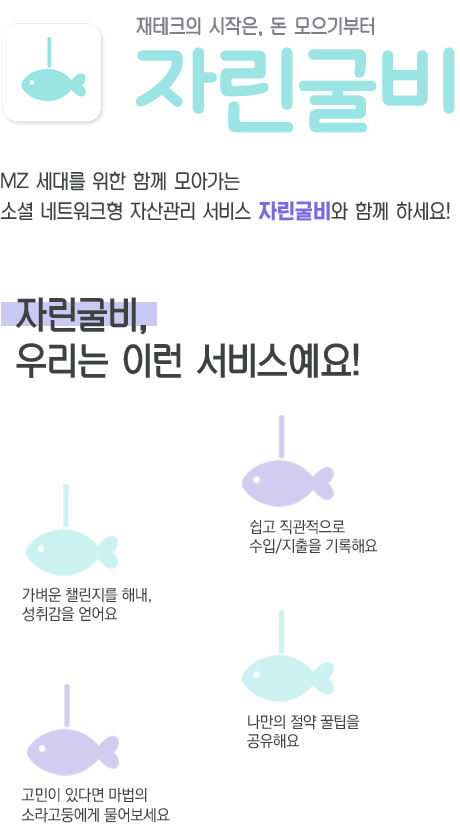 재테크의 시작은, 돈 모으기부터
자린굴비
MZ 세대를 위한 함께 모아가는
소셜 네트워크형 자산관리 서비스 자린굴비와 함께 하세요!
자린굴비,
우리는 이런 서비스예요!
쉽고 직관적으로
수입/지출을 기록해요
가벼운 챌린지를 해내,
성취감을 얻어요
나만의 절약 꿀팁을
공유해요
고민이 있다면 마법의
소라고둥에게 물어보세요